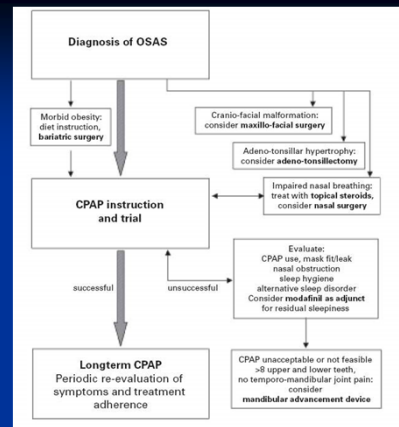 Diagnosis of OSAS
Morbid obesity:
diet instruction,
bariatric surgery
Cranio-facial malformation:
consider maxillo-facial surgery
Adeno-tonsillar hypertrophy:
consider adeno-tonsillectomy
Impaired nasal breathing:
treat with topical steroids,
consider nasal surgery
CPAP instruction
and trial
successful
unsuccessful
Evaluate:
CPAP use, mask fit/leak
nasal obstruction
sleep hygiene
alternative sleep disorder
Consider modafinil as adjunct
for residual sleepiness
Longterm CPAP
Periodic re-evaluation of
symptoms and treatment
adherence
CPAP unacceptable or not feasible
>8 upper and lower teeth,
no temporo-mandibular joint pain:
consider
mandibular advancement device